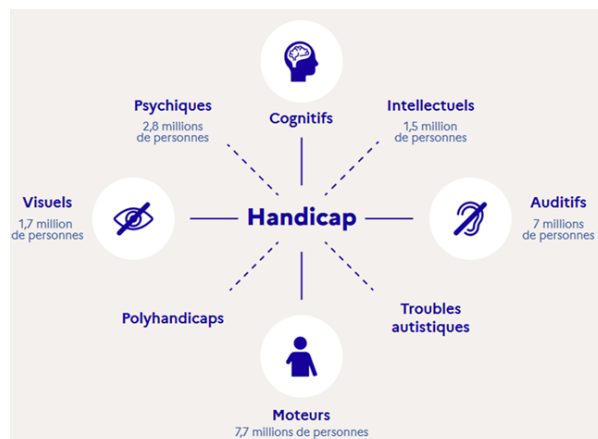 Psychiques
2,8 millions
de personnes
Cognitifs
Intellectuels
1,5 million
de personnes
Visuels
1,7 million
de personnes
Handicap
Auditifs
7 millions
de personnes
Polyhandicaps
Troubles
autistiques
Moteurs
7,7 millions de personnes